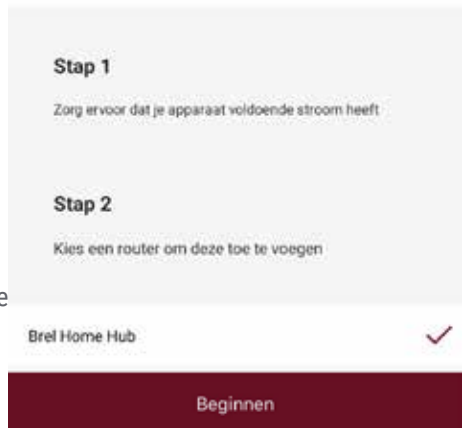 Stap 1
Zorg ervoor dat je apparaat voldoende stroom heeft
Stap 2
Kies een router om deze toe te voegen
e
Brel Home Hub
Beginnen